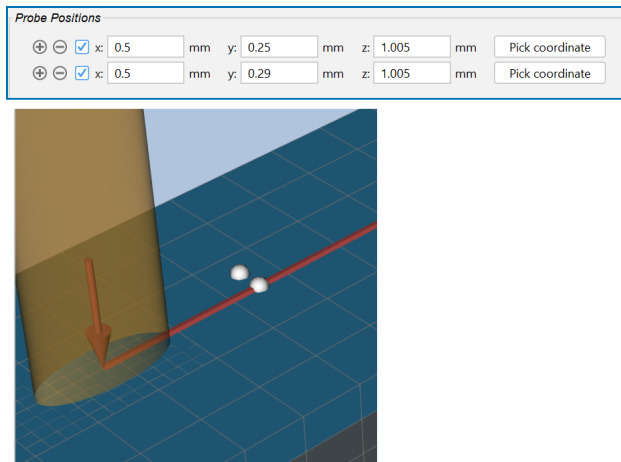 Probe Positions
x: 0.5 mm y: 0.25 mm z: 1.005 mm Pick coordinate
x: 0.5 mm y: 0.29 mm z: 1.005 mm Pick coordinate